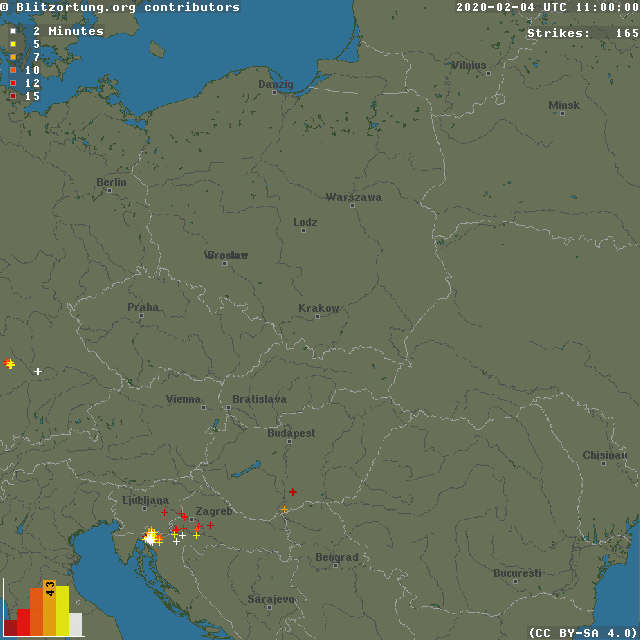 © Blitzortung.org contributors
2020-02-04 UTC 11:00:00
2 Minutes
Strikes: 165
5
7
10
12
15
Vilnius
Danzig
Minsk
Berlin
Warszawa
Lodz
Praha
Krakow
Vienna
Bratislava
Budapest
Chisinau
Ljubljana
Zagreb
Beograd
Bucuresti
43
Sarajevo
(CC BY-SA 4.0)